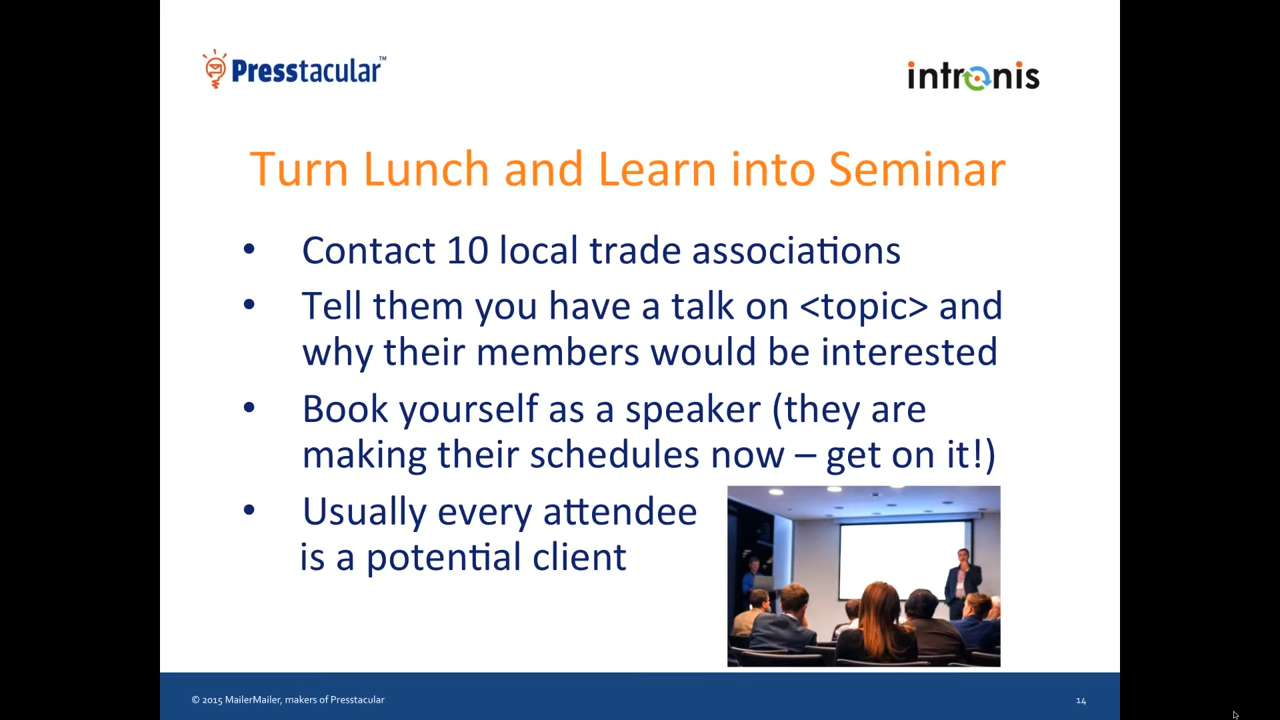 Presstacular™
intronis
Turn Lunch and Learn into Seminar
• Contact 10 local trade associations
• Tell them you have a talk on <topic> and
why their members would be interested
• Book yourself as a speaker (they are
making their schedules now – get on it!)
• Usually every attendee
is a potential client
© 2015 MailerMailer, makers of Presstacular
14